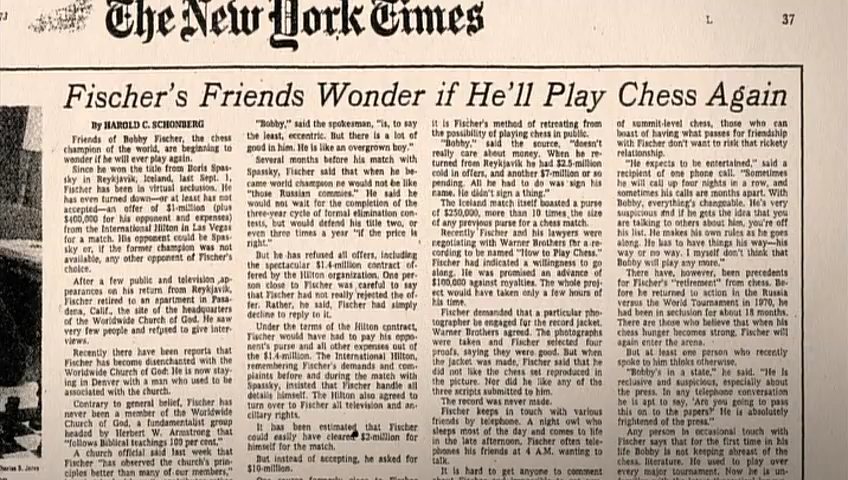 The New York Times
L
37
Fischer's Friends Wonder if He'll Play Chess Again
By HAROLD C. SCHONBERG
Friends of Bobby Fischer, the chess
champion of the world, are beginning to
wonder if he will ever play again.
Since he won the title from Boris Spas-
sky in Reykjavik, Iceland, last Sept. 1,
Fischer has been in virtual seclusion. He
has even turned down—or at least has not
accepted—an offer of $1-million (plus
$400,000 for his opponent and expenses)
from the International Hilton in Las Vegas
for a match. His opponent could be Spas-
sky or, if the former champion was not
available, any other opponent of Fischer's
choice.
After a few public and television ap-
pearances on his return from Reykjavik,
Fischer retired to an apartment in Pasa-
dena, Calif., the site of the headquarters
of the Worldwide Church of God. He saw
very few people and refused to give inter-
views.
Recently there have been reports that
Fischer has become disenchanted with the
Worldwide Church of God. He is now stay-
ing in Denver with a man who used to be
associated with the church.
Contrary to general belief, Fischer has
never been a member of the Worldwide
Church of God, a fundamentalist group
headed by Herbert W. Armstrong that
"follows Biblical teachings 100 per cent."
A church official said last week that
Fischer "has observed the church's prin-
ciples better than many of our members,"
"Bobby," said the spokesman, "is, to say
the least, eccentric. But there is a lot of
good in him. He is like an overgrown boy."
Several months before his match with
Spassky, Fischer said that when he be-
came world champion he would not be like
"those Russian commies." He said he
would not wait for the completion of the
three-year cycle of formal elimination con-
tests, but would defend his title two, or
even three times a year "if the price is
right."
But he has refused all offers, including
the spectacular $1.4-million contract of-
fered by the Hilton organization. One per-
son close to Fischer was careful to say
that Fischer had not really rejected the of-
fer. Rather, he said, Fischer had simply
decline to reply to it.
Under the terms of the Hilton contract,
Fischer would have had to pay his oppo-
nent's purse and all other expenses out of
the $1.4-million. The International Hilton,
remembering Fischer's demands and com-
plaints before and during the match with
Spassky, insisted that Fischer handle all
details himself. The Hilton also agreed to
turn over to Fischer all television and an-
cillary rights.
It has been estimated that Fischer
could easily have cleared $2-million for
himself for the match.
But instead of accepting, he asked for
$10-million.
it is Fischer's method of retreating from
the possibility of playing chess in public.
"Bobby," said the source, "doesn't
really care about money. When he re-
turned from Reykjavik he had $2.5-million
cold in offers, and another $7-million or so
pending. All he had to do was sign his
name. He didn't sign a thing."
The Iceland match itself boasted a purse
of $250,000, more than 10 times the size
of any previous purse for a chess match.
Recently Fischer and his lawyers were
negotiating with Warner Brothers for a re-
cording to be named "How to Play Chess."
Fischer had indicated a willingness to go
along. He was promised an advance of
$100,000 against royalties. The whole proj-
ect would have taken only a few hours of
his time.
Fischer demanded that a particular pho-
tographer be engaged for the record jacket.
Warner Brothers agreed. The photographs
were taken and Fischer selected four
proofs, saying they were good. But when
the jacket was made, Fischer said that he
did not like the chess set reproduced in
the picture. Nor did he like any of the
three scripts submitted to him.
The record was never made.
Fischer keeps in touch with various
friends by telephone. A night owl who
sleeps most of the day and comes to life
in the late afternoon, Fischer often tele-
phones his friends at 4 A.M. wanting to
talk.
It is hard to get anyone to comment
of summit-level chess, those who can
boast of having what passes for friendship
with Fischer don't want to risk that rickety
relationship.
"He expects to be entertained," said a
recipient of one phone call. "Sometimes
he will call up four nights in a row, and
sometimes his calls are months apart. With
Bobby, everything's changeable. He's very
suspicious and if he gets the idea that you
are talking to others about him, you're off
his list. He makes his own rules as he goes
along. He has to have things his way—his
way or no way. I myself don't think that
Bobby will play any more."
There have, however, been precedents
for Fischer's "retirement" from chess. Be-
fore he returned to action in the Russia
versus the World Tournament in 1970, he
had been in seclusion for about 18 months.
There are those who believe that when his
chess hunger becomes strong, Fischer will
again enter the arena.
But at least one person who recently
spoke to him thinks otherwise.
"Bobby's in a state," he said. "He is
reclusive and suspicious, especially about
the press. In any telephone conversation
he is apt to say, 'Are you going to pass
this on to the papers?' He is absolutely
frightened of the press."
Any person in occasional touch with
Fischer says that for the first time in his
life Bobby is not keeping abreast of the
chess literature. He used to play over
every major tournament. Now he is un-